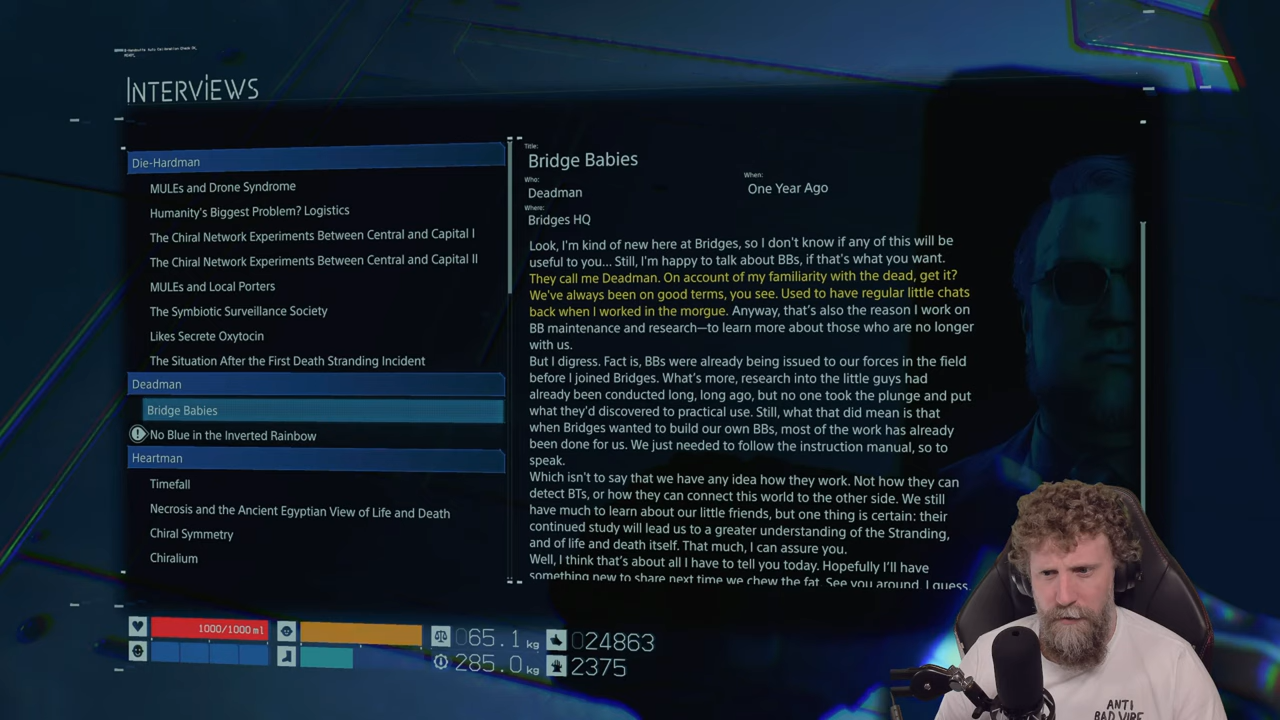 INTERVIEWS
Die-Hardman
MULEs and Drone Syndrome
Humanity's Biggest Problem? Logistics
The Chiral Network Experiments Between Central and Capital I
The Chiral Network Experiments Between Central and Capital II
MULEs and Local Porters
The Symbiotic Surveillance Society
Likes Secrete Oxytocin
The Situation After the First Death Stranding Incident
Deadman
Bridge Babies
No Blue in the Inverted Rainbow
Heartman
Timefall
Necrosis and the Ancient Egyptian View of Life and Death
Chiral Symmetry
Chiralium
Title:
Bridge Babies
Who:
Deadman
When:
One Year Ago
Where:
Bridges HQ
Look, I'm kind of new here at Bridges, so I don't know if any of this will be
useful to you... Still, I'm happy to talk about BBs, if that's what you want.
They call me Deadman. On account of my familiarity with the dead, get it?
We've always been on good terms, you see. Used to have regular little chats
back when I worked in the morgue. Anyway, that's also the reason I work on
BB maintenance and research—to learn more about those who are no longer
with us.
But I digress. Fact is, BBs were already being issued to our forces in the field
before I joined Bridges. What's more, research into the little guys had
already been conducted long, long ago, but no one took the plunge and put
what they'd discovered to practical use. Still, what that did mean is that
when Bridges wanted to build our own BBs, most of the work has already
been done for us. We just needed to follow the instruction manual, so to
speak.
Which isn't to say that we have any idea how they work. Not how they can
detect BTs, or how they can connect this world to the other side. We still
have much to learn about our little friends, but one thing is certain: their
continued study will lead us to a greater understanding of the Stranding,
and of life and death itself. That much, I can assure you.
Well, I think that's about all I have to tell you today. Hopefully I'll have
something new to share next time we chew the fat. See you around, I guess.
1000/1000 ml
065.1 kg
285.0 kg
024863
2375
ANTI
BAD VIBE